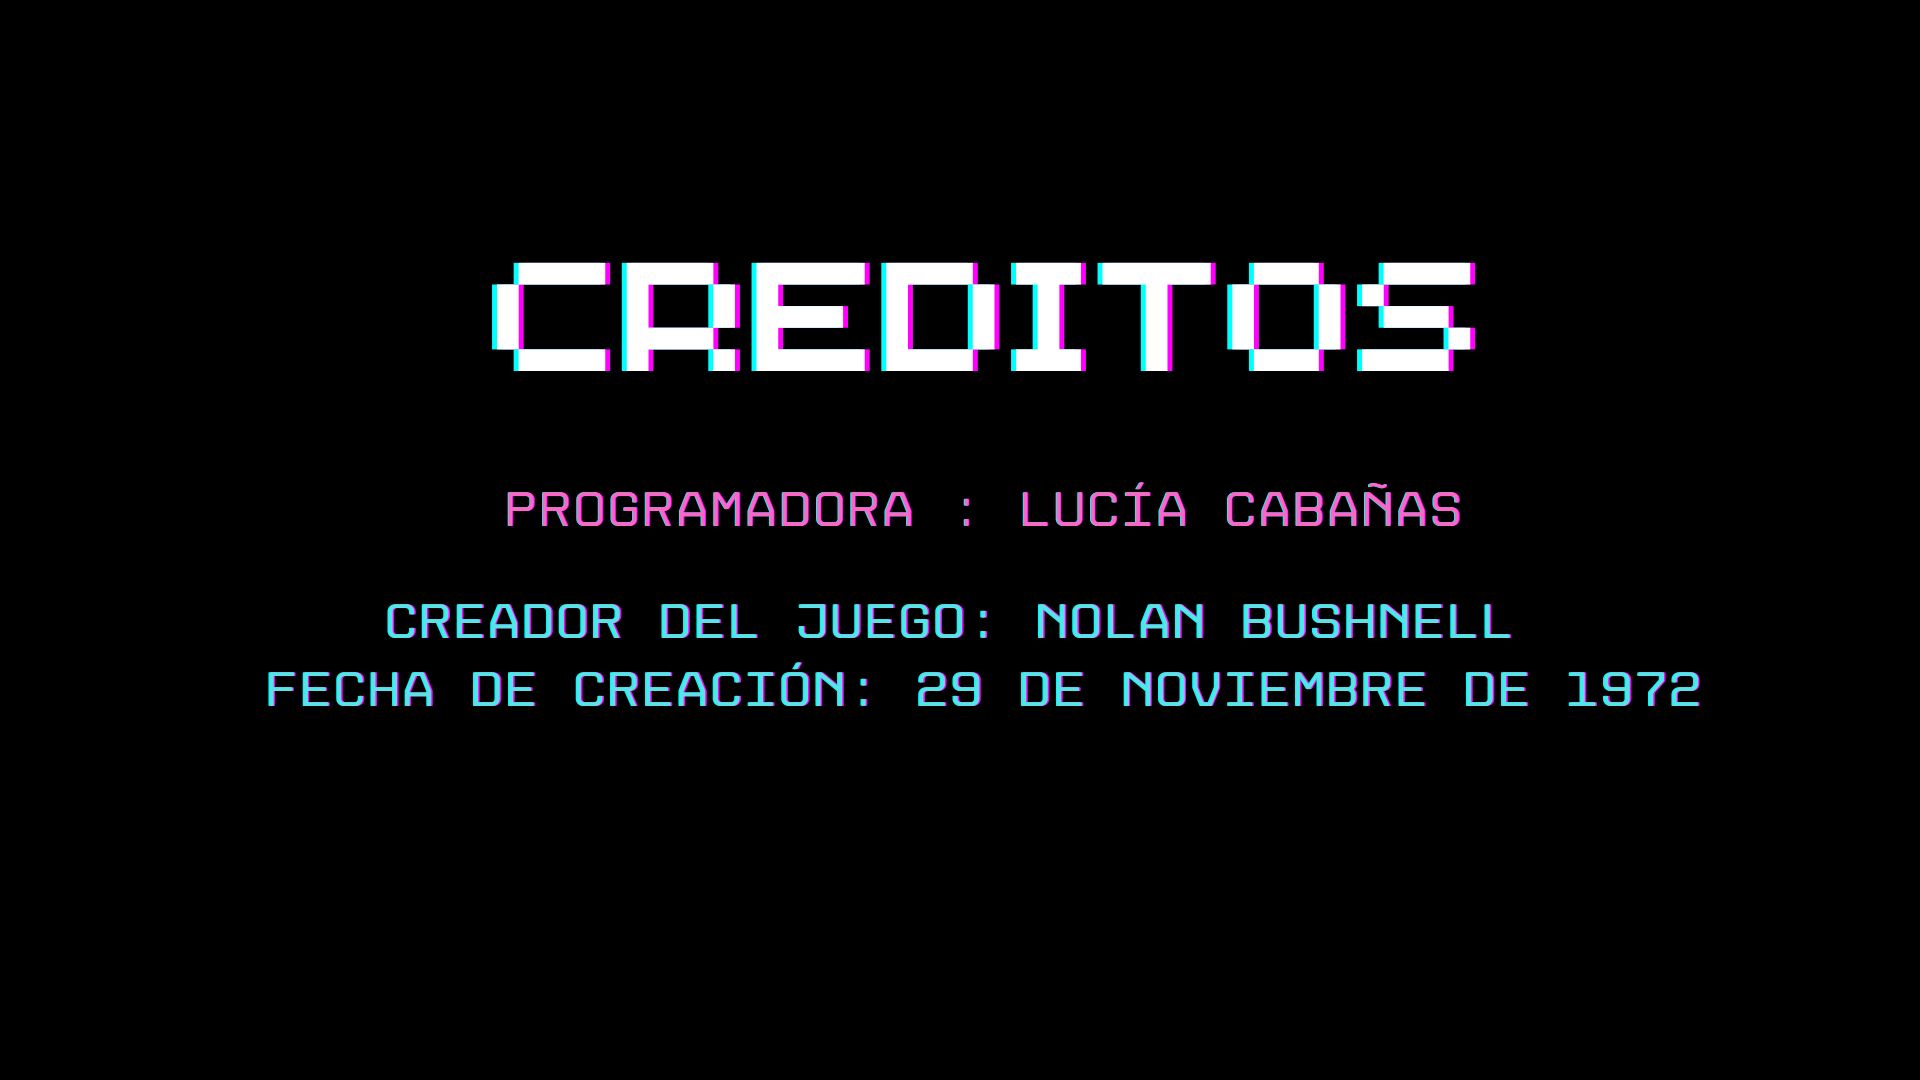 CREDITOS
PROGRAMADORA : LUCÍA CABAÑAS
CREADOR DEL JUEGO: NOLAN BUSHNELL
FECHA DE CREACIÓN: 29 DE NOVIEMBRE DE 1972